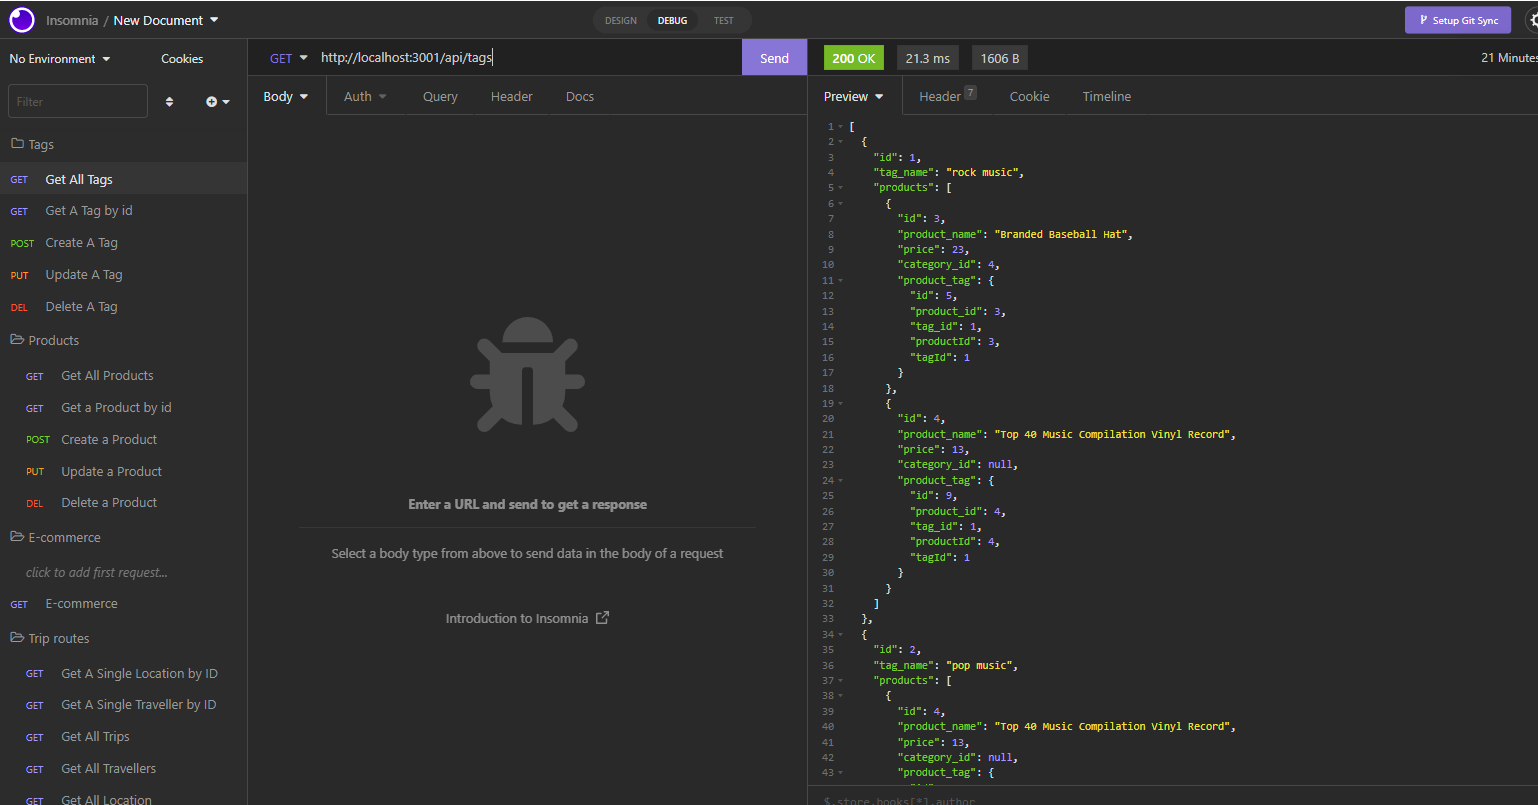 Insomnia / New Document
DESIGN DEBUG TEST
Setup Git Sync
No Environment Cookies
GET http://localhost:3001/api/tags
Send
200 OK 21.3 ms 1606 B
21 Minutes
Filter
Body Auth Query Header Docs
Preview Header 7 Cookie Timeline
Tags
GET Get All Tags
GET Get A Tag by id
POST Create A Tag
PUT Update A Tag
DEL Delete A Tag
Products
GET Get All Products
GET Get a Product by id
POST Create a Product
PUT Update a Product
DEL Delete a Product
E-commerce
click to add first request...
GET E-commerce
Trip routes
GET Get A Single Location by ID
GET Get A Single Traveller by ID
GET Get All Trips
GET Get All Travellers
GET Get All Location
Enter a URL and send to get a response
Select a body type from above to send data in the body of a request
Introduction to Insomnia
1 [
2 {
3 "id": 1,
4 "tag_name": "rock music",
5 "products": [
6 {
7 "id": 3,
8 "product_name": "Branded Baseball Hat",
9 "price": 23,
10 "category_id": 4,
11 "product_tag": {
12 "id": 5,
13 "product_id": 3,
14 "tag_id": 1,
15 "productId": 3,
16 "tagId": 1
17 }
18 },
19 {
20 "id": 4,
21 "product_name": "Top 40 Music Compilation Vinyl Record",
22 "price": 13,
23 "category_id": null,
24 "product_tag": {
25 "id": 9,
26 "product_id": 4,
27 "tag_id": 1,
28 "productId": 4,
29 "tagId": 1
30 }
31 }
32 ]
33 },
34 {
35 "id": 2,
36 "tag_name": "pop music",
37 "products": [
38 {
39 "id": 4,
40 "product_name": "Top 40 Music Compilation Vinyl Record",
41 "price": 13,
42 "category_id": null,
43 "product_tag": {
$.store.books[*].author